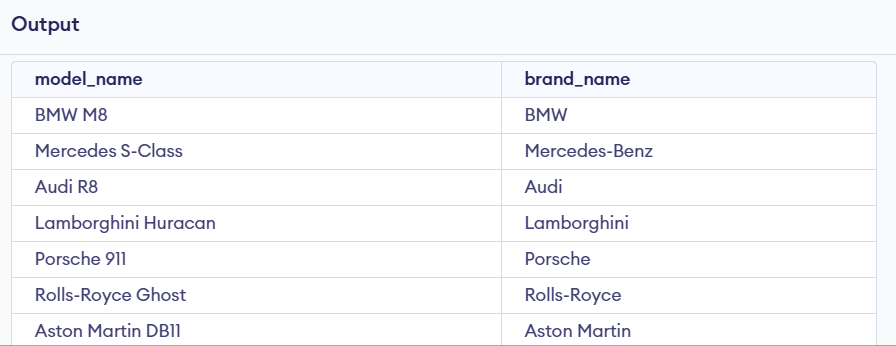 Output
model_name brand_name
BMW M8 BMW
Mercedes S-Class Mercedes-Benz
Audi R8 Audi
Lamborghini Huracan Lamborghini
Porsche 911 Porsche
Rolls-Royce Ghost Rolls-Royce
Aston Martin DB11 Aston Martin